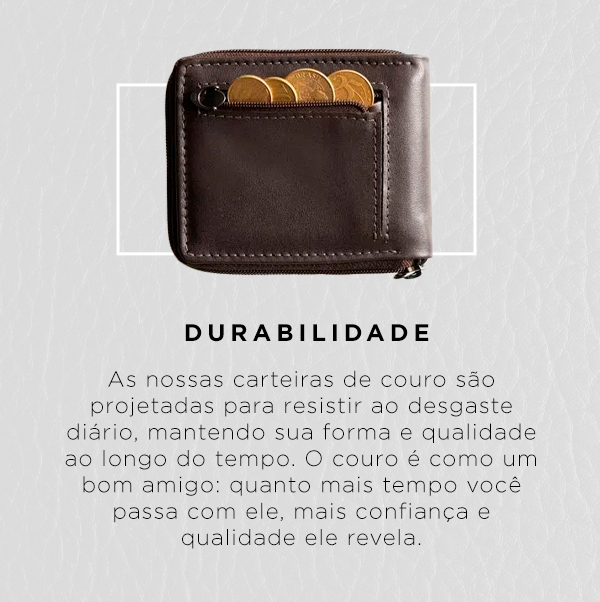 DURABILIDADE
As nossas carteiras de couro são
projetadas para resistir ao desgaste
diário, mantendo sua forma e qualidade
ao longo do tempo. O couro é como um
bom amigo: quanto mais tempo você
passa com ele, mais confiança e
qualidade ele revela.